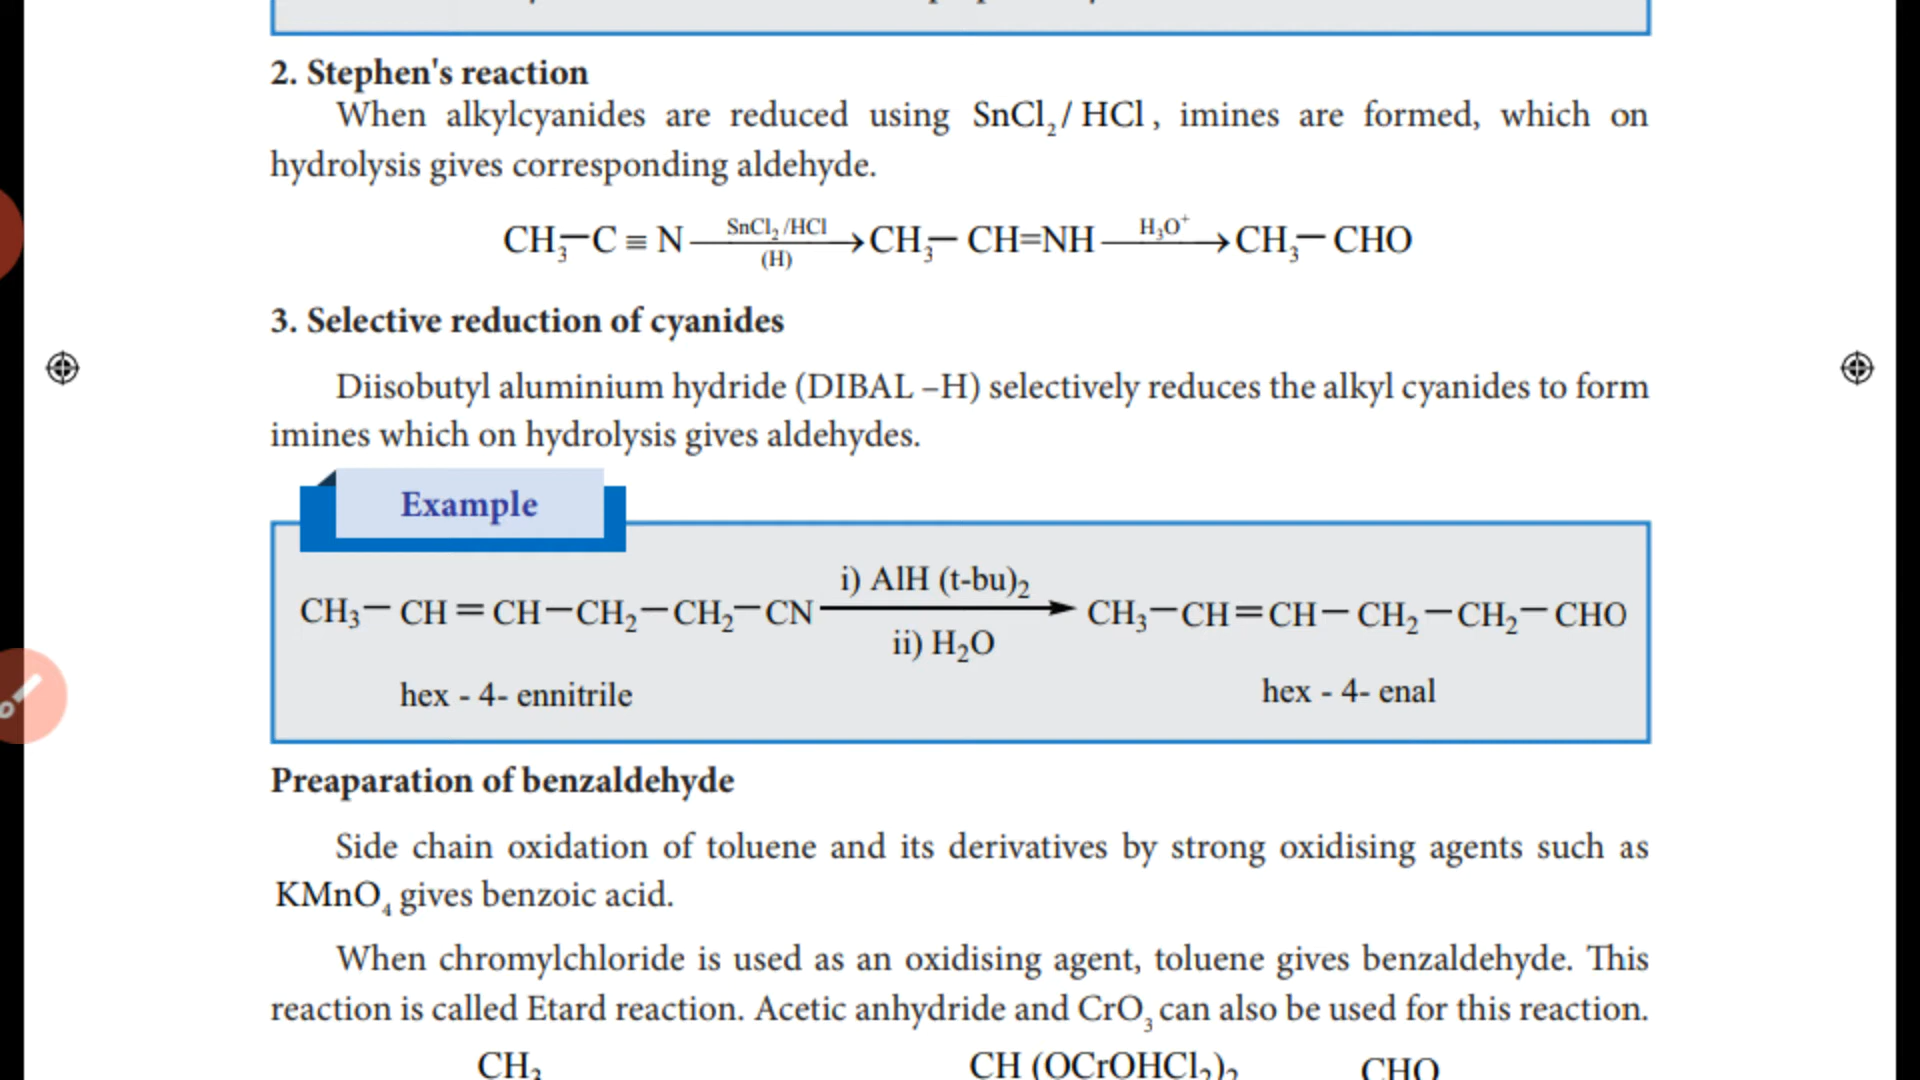 2. Stephen's reaction
When alkylcyanides are reduced using SnCl₂/ HCl , imines are formed, which on
hydrolysis gives corresponding aldehyde.
CH₃—C ≡ N —SnCl₂/HCl (H)→ CH₃— CH=NH —H₃O⁺→ CH₃— CHO
3. Selective reduction of cyanides
Diisobutyl aluminium hydride (DIBAL –H) selectively reduces the alkyl cyanides to form
imines which on hydrolysis gives aldehydes.
Example
i) AlH (t-bu)₂
CH₃— CH=CH—CH₂—CH₂—CN → CH₃—CH=CH— CH₂—CH₂— CHO
ii) H₂O
hex - 4- ennitrile hex - 4- enal
Preaparation of benzaldehyde
Side chain oxidation of toluene and its derivatives by strong oxidising agents such as
KMnO₄ gives benzoic acid.
When chromylchloride is used as an oxidising agent, toluene gives benzaldehyde. This
reaction is called Etard reaction. Acetic anhydride and CrO₃ can also be used for this reaction.
CH₃ CH (OCrOHCl₂)₂ CHO